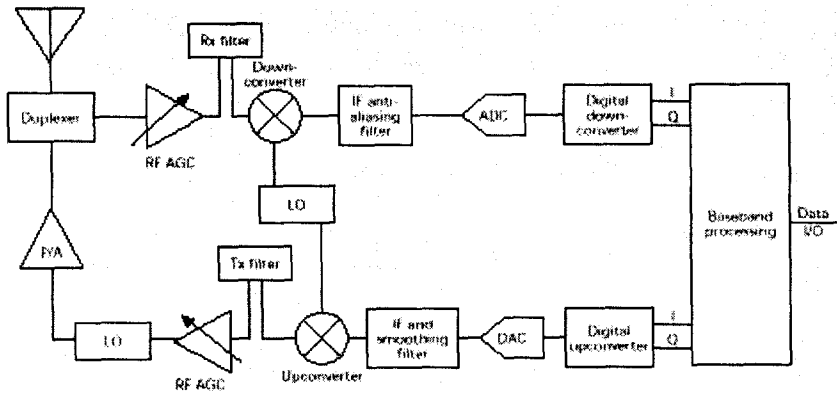 Rx filter
Down-
converter
Duplexer
RF AGC
IF anti-
aliasing
filter
ADC
Digital
down-
converter
I
Q
LO
Baseband
processing
Data
I/O
P/A
Tx filter
LO
RF AGC
Upconverter
IF and
smoothing
filter
DAC
Digital
upconverter
I
Q